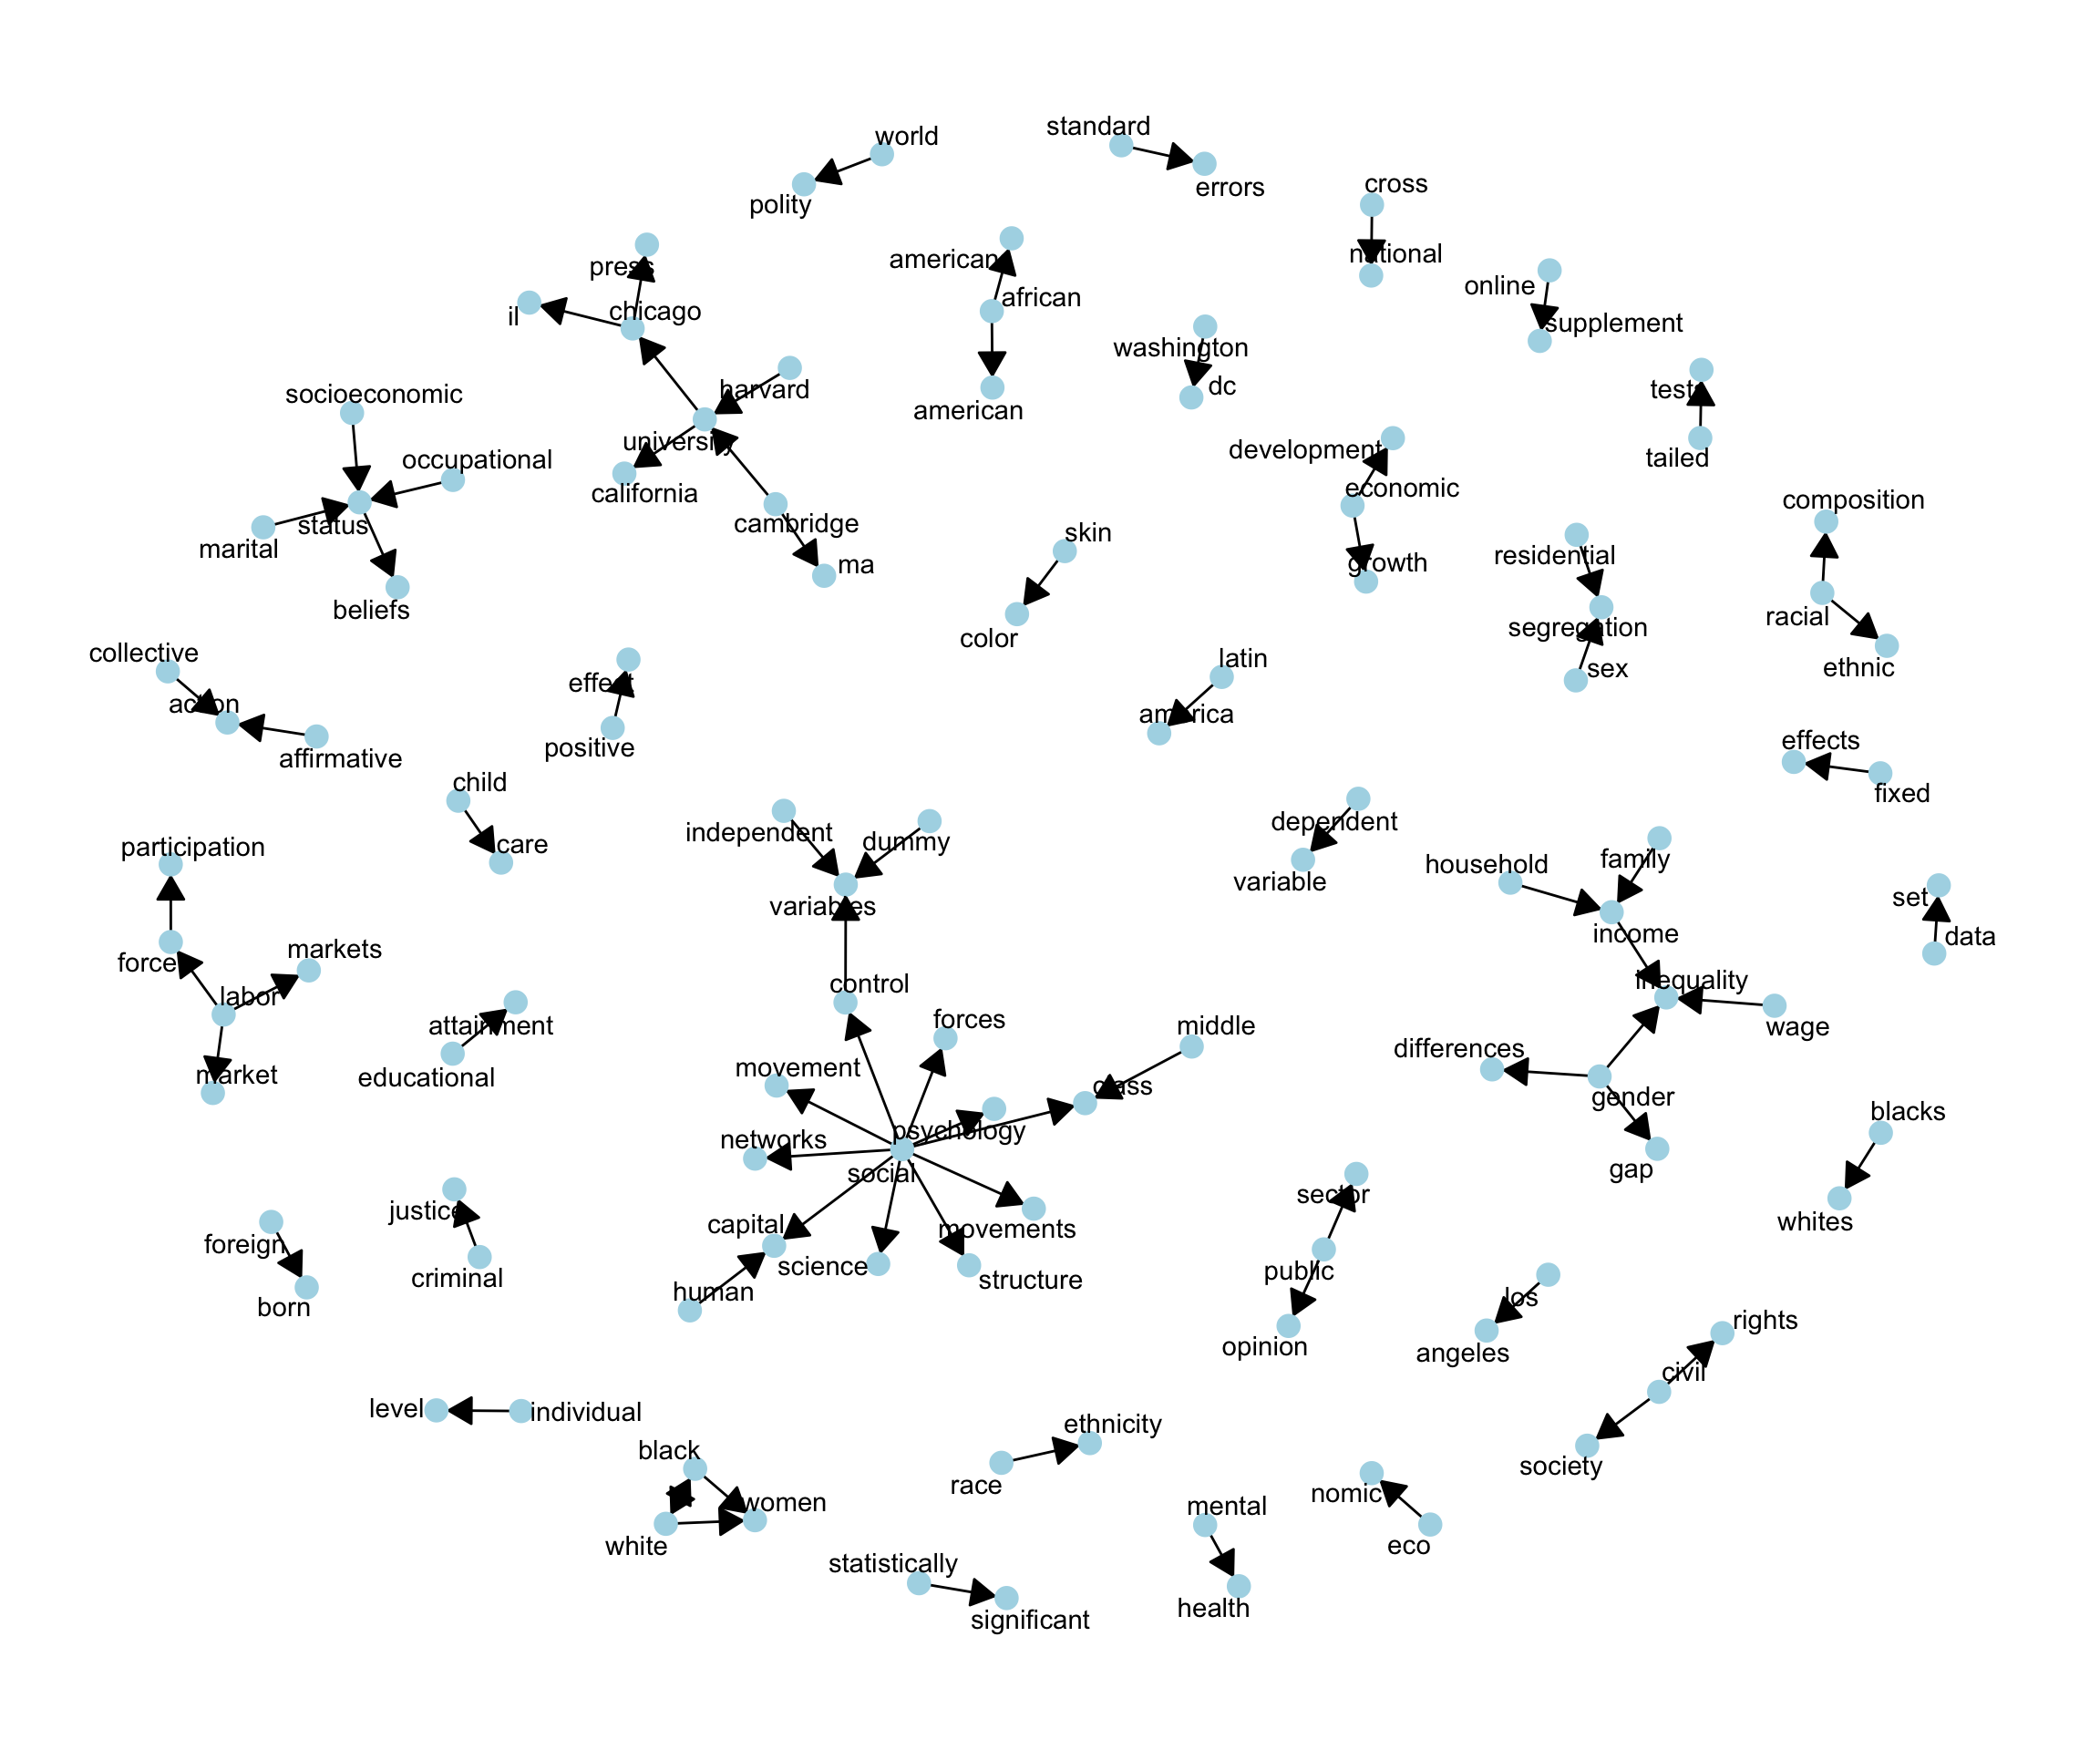 world
standard
polity
errors
cross
national
press
american
african
online
il
chicago
supplement
washington
dc
tests
harvard
socioeconomic
american
university
development
tailed
occupational
california
economic
composition
status
cambridge
skin
marital
ma
growth
residential
beliefs
color
segregation
racial
collective
latin
sex
ethnic
effect
action
america
positive
affirmative
effects
child
fixed
independent
dummy
dependent
participation
care
household
family
variable
set
variables
income
data
markets
force
control
inequality
labor
forces
middle
attainment
wage
differences
movement
market
educational
class
gender
blacks
psychology
networks
gap
social
sector
justice
capital
movements
whites
foreign
science
public
criminal
structure
human
los
born
rights
opinion
angeles
civil
level
individual
ethnicity
black
society
race
women
nomic
mental
white
eco
statistically
health
significant